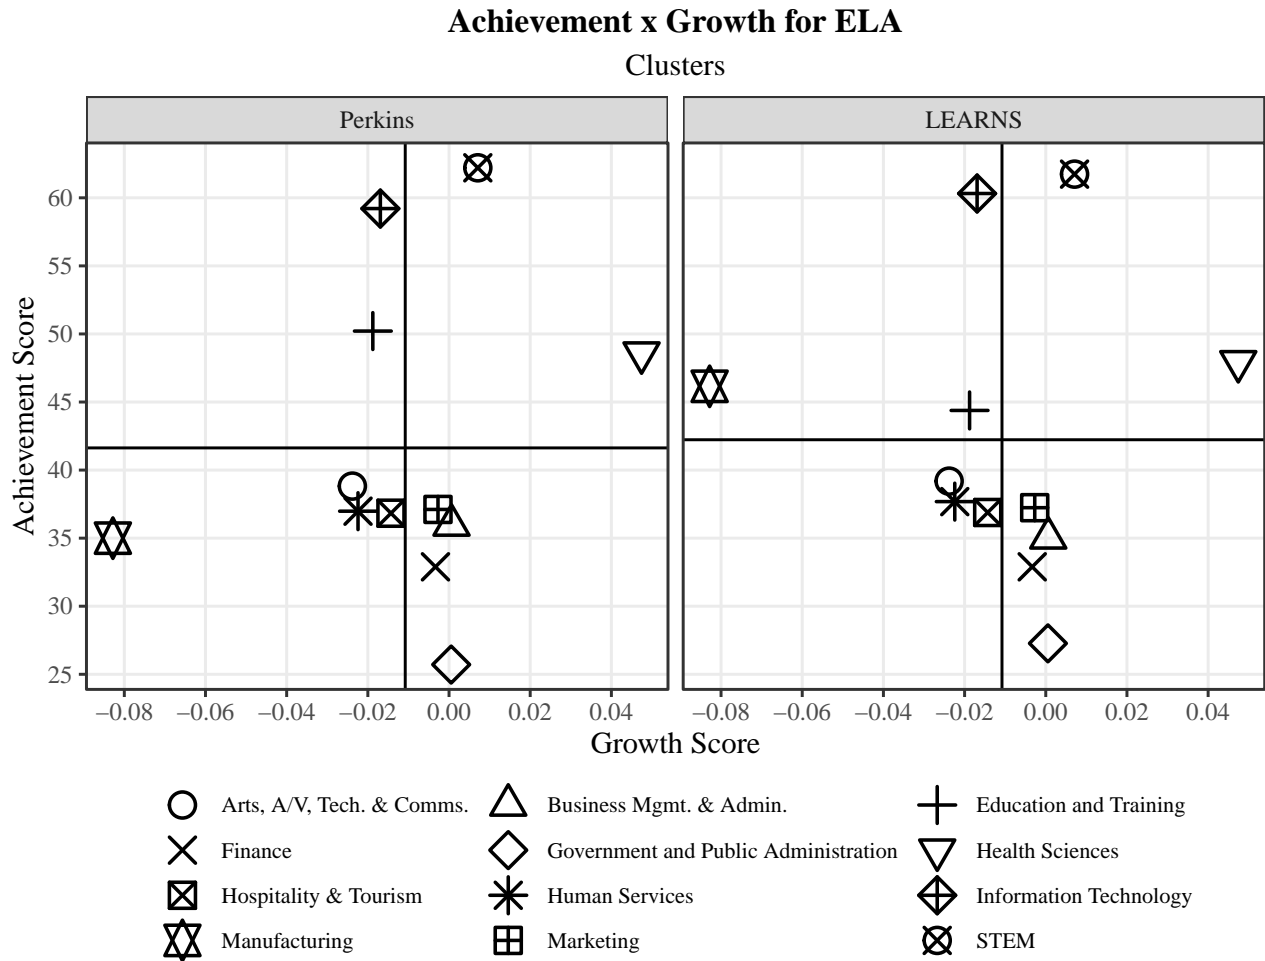 Achievement x Growth for ELA
Clusters
Perkins
LEARNS
Achievement Score
60
55
50
45
40
35
30
25
−0.08 −0.06 −0.04 −0.02 0.00 0.02 0.04
−0.08 −0.06 −0.04 −0.02 0.00 0.02 0.04
Growth Score
Arts, A/V, Tech. & Comms.
Business Mgmt. & Admin.
Education and Training
Finance
Government and Public Administration
Health Sciences
Hospitality & Tourism
Human Services
Information Technology
Manufacturing
Marketing
STEM